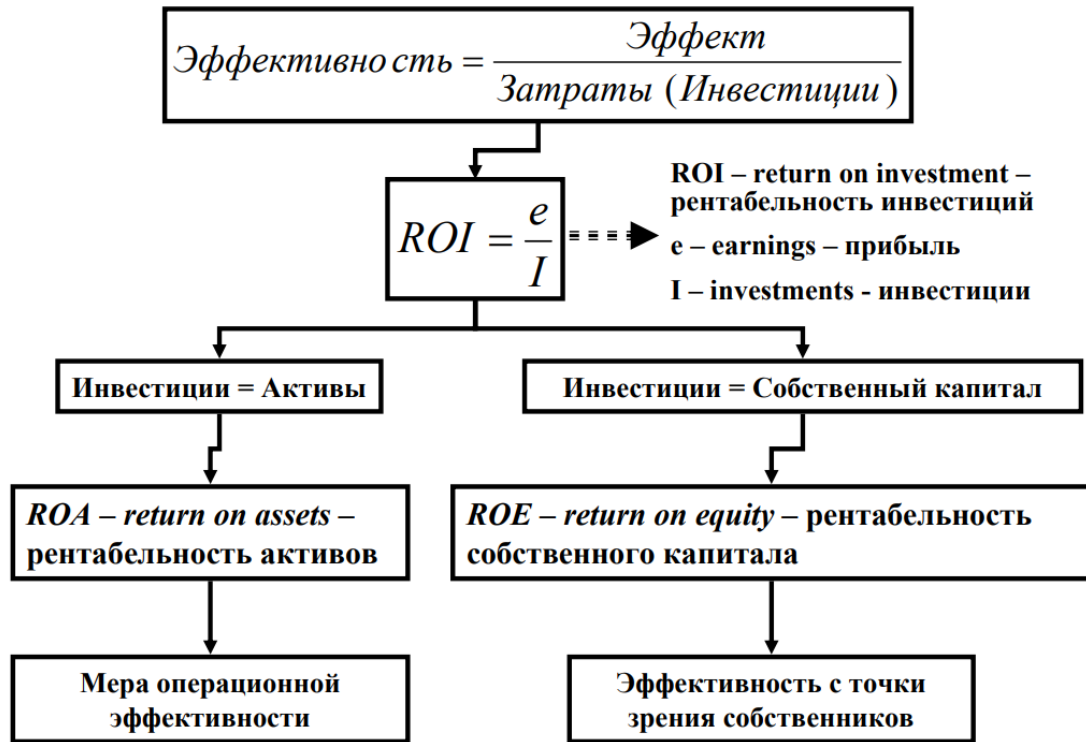 Эффективно сть = Эффект
Затраты (Инвестиции)
ROI = e
I
ROI – return on investment –
рентабельность инвестиций
e – earnings – прибыль
I – investments - инвестиции
Инвестиции = Активы
Инвестиции = Собственный капитал
ROA – return on assets –
рентабельность активов
ROE – return on equity – рентабельность
собственного капитала
Мера операционной
эффективности
Эффективность с точки
зрения собственников